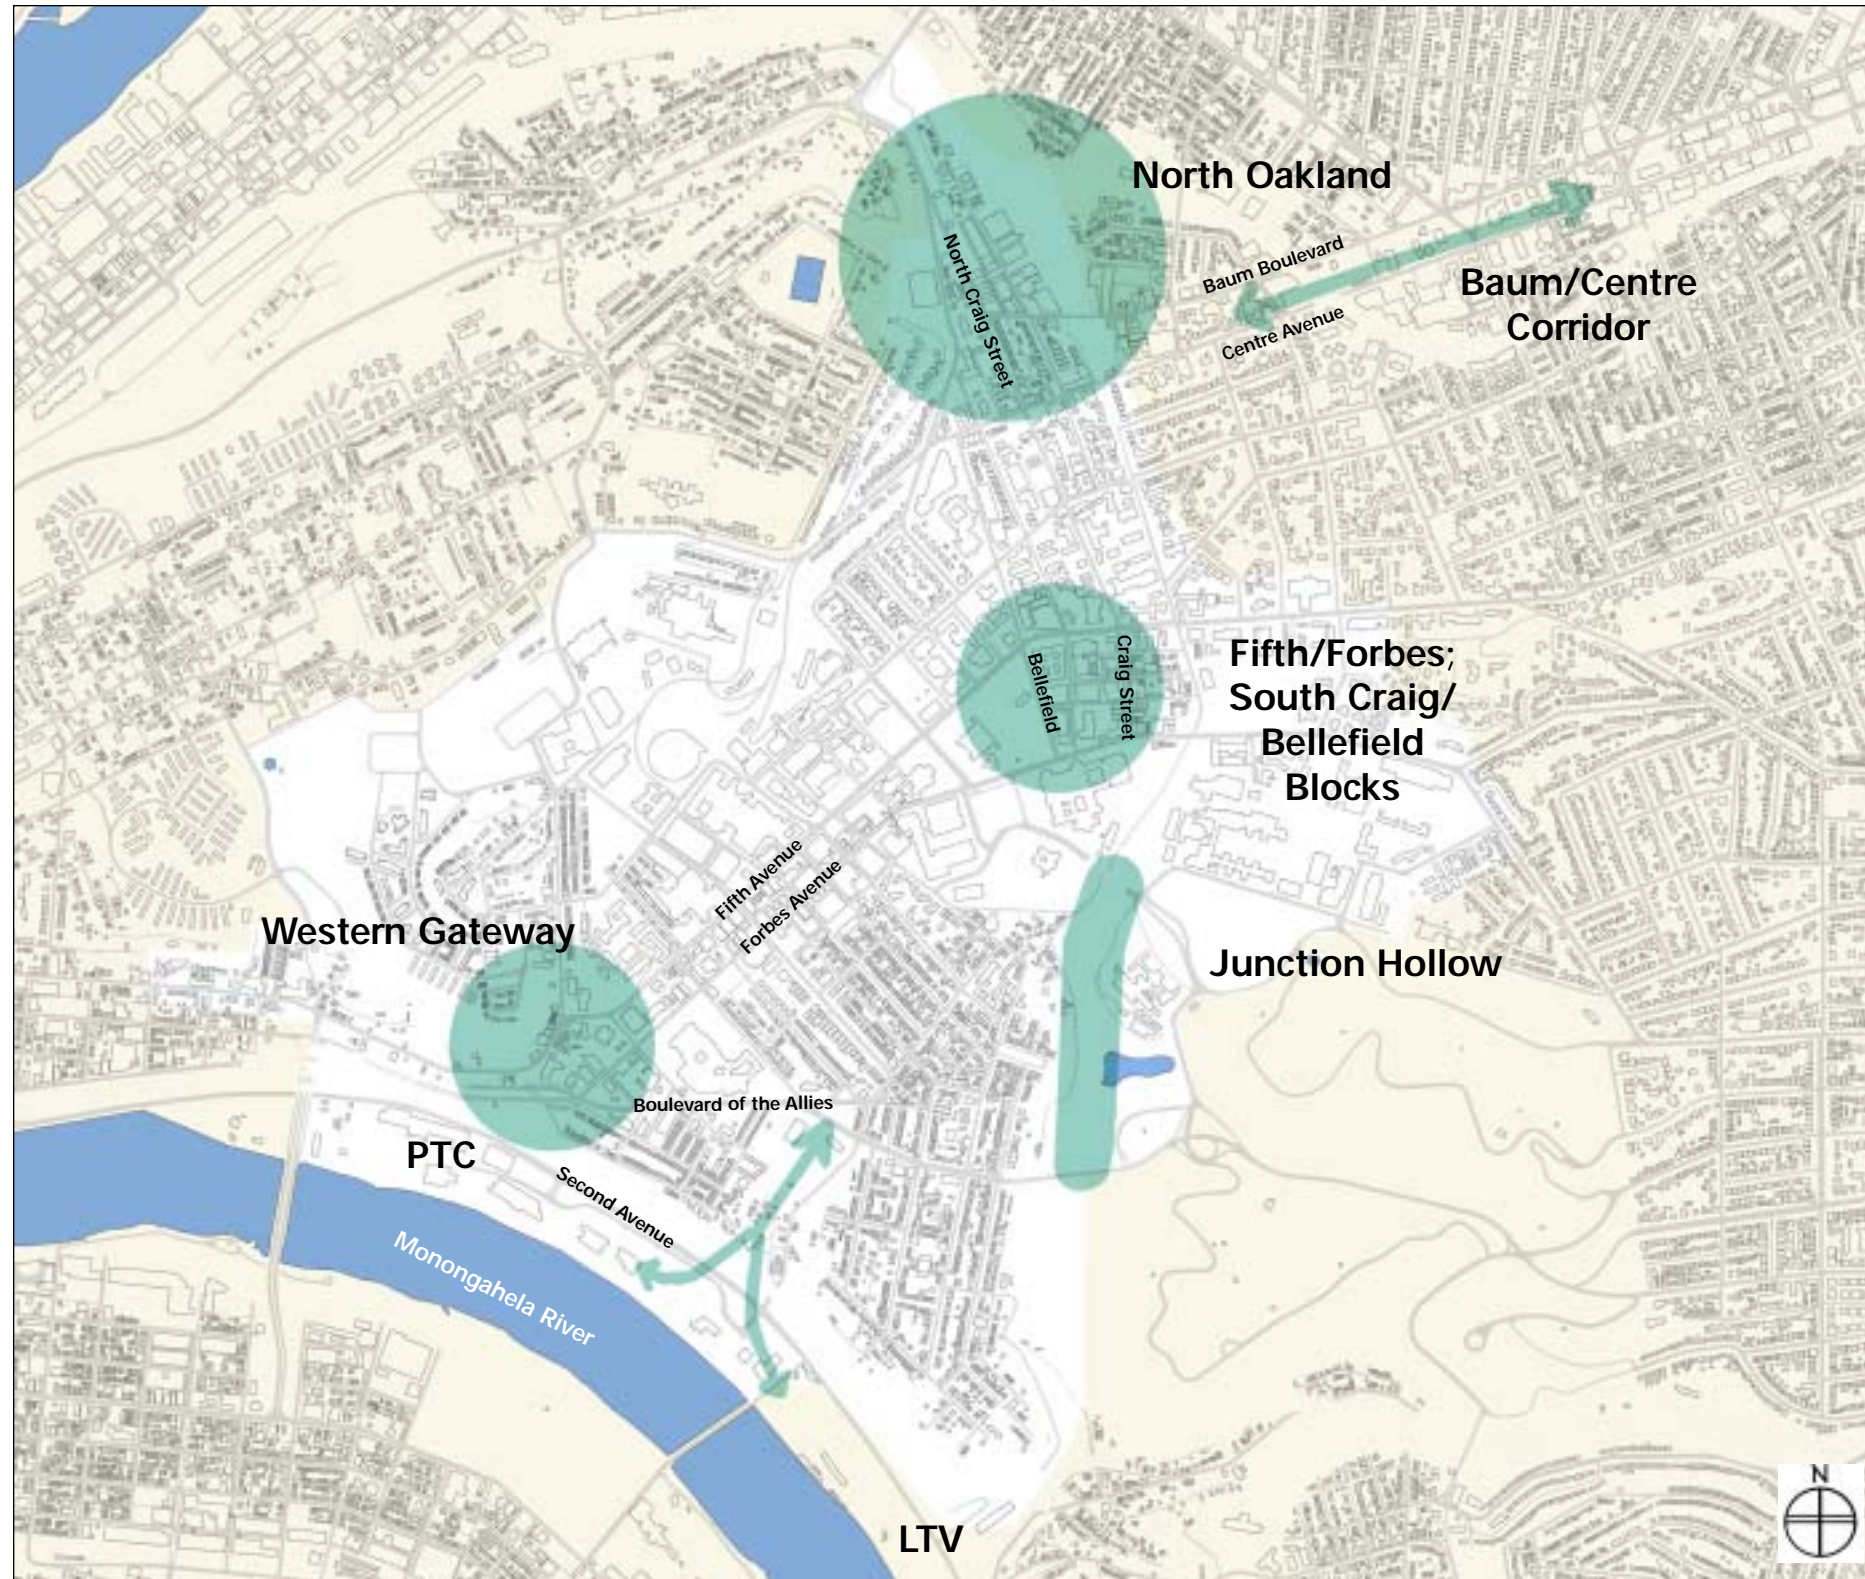 North Oakland
North Craig Street
Baum Boulevard
Centre Avenue
Baum/Centre
Corridor
Bellefield
Craig Street
Fifth/Forbes;
South Craig/
Bellefield
Blocks
Fifth Avenue
Forbes Avenue
Western Gateway
Junction Hollow
Boulevard of the Allies
PTC
Second Avenue
Monongahela River
LTV
N